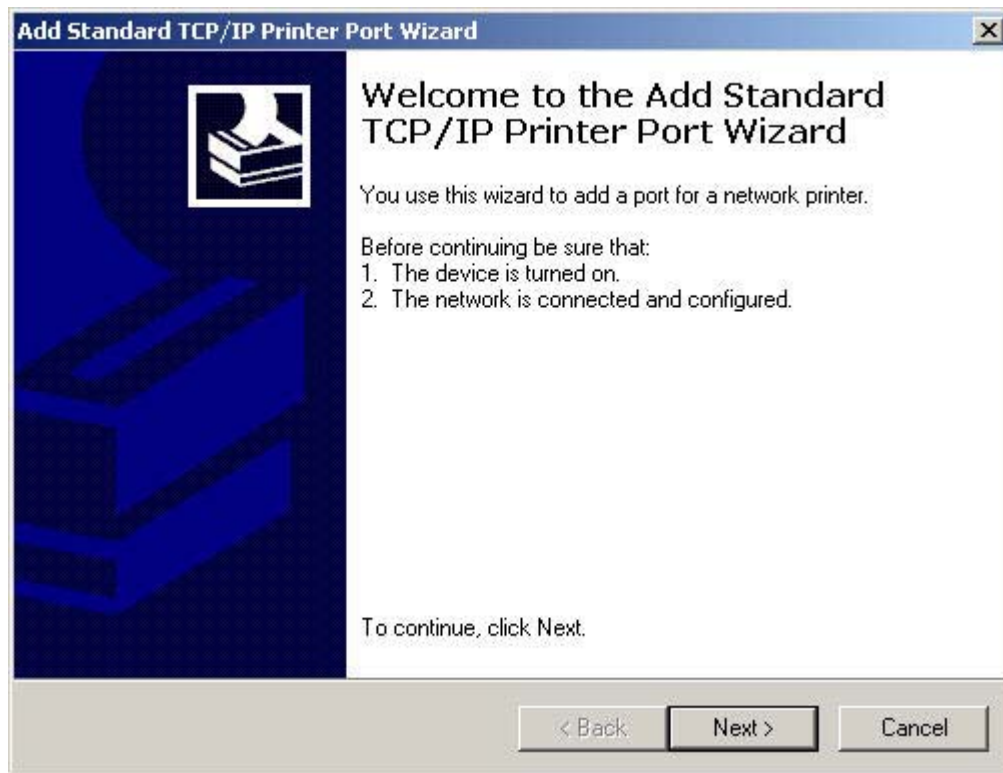 Add Standard TCP/IP Printer Port Wizard
Welcome to the Add Standard
TCP/IP Printer Port Wizard
You use this wizard to add a port for a network printer.
Before continuing be sure that:
1. The device is turned on.
2. The network is connected and configured.
To continue, click Next.
< Back
Next >
Cancel